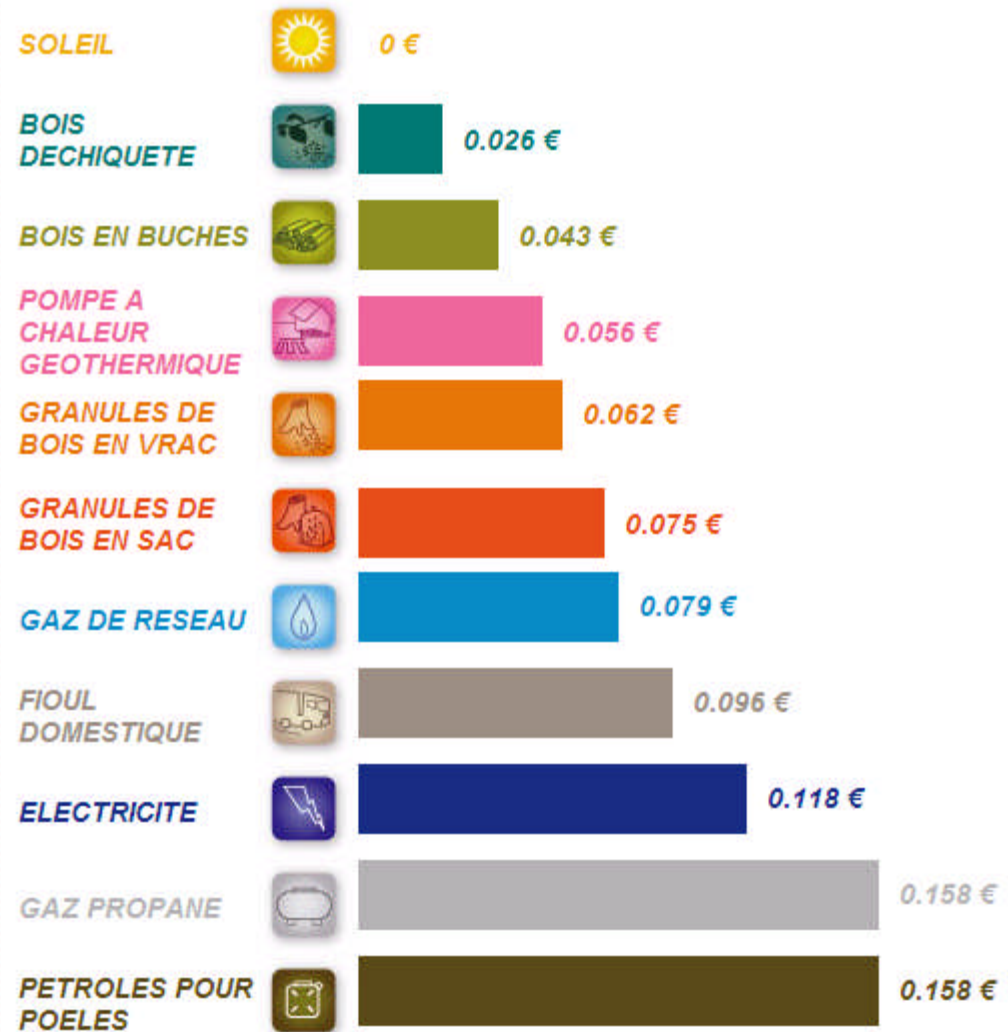 SOLEIL 0 €
BOIS
DECHIQUETE 0.026 €
BOIS EN BUCHES 0.043 €
POMPE A
CHALEUR 0.056 €
GEOTHERMIQUE
GRANULES DE 0.062 €
BOIS EN VRAC
GRANULES DE
BOIS EN SAC 0.075 €
GAZ DE RESEAU 0.079 €
FIOUL 0.096 €
DOMESTIQUE
ELECTRICITE 0.118 €
GAZ PROPANE 0.158 €
PETROLES POUR 0.158 €
POELES